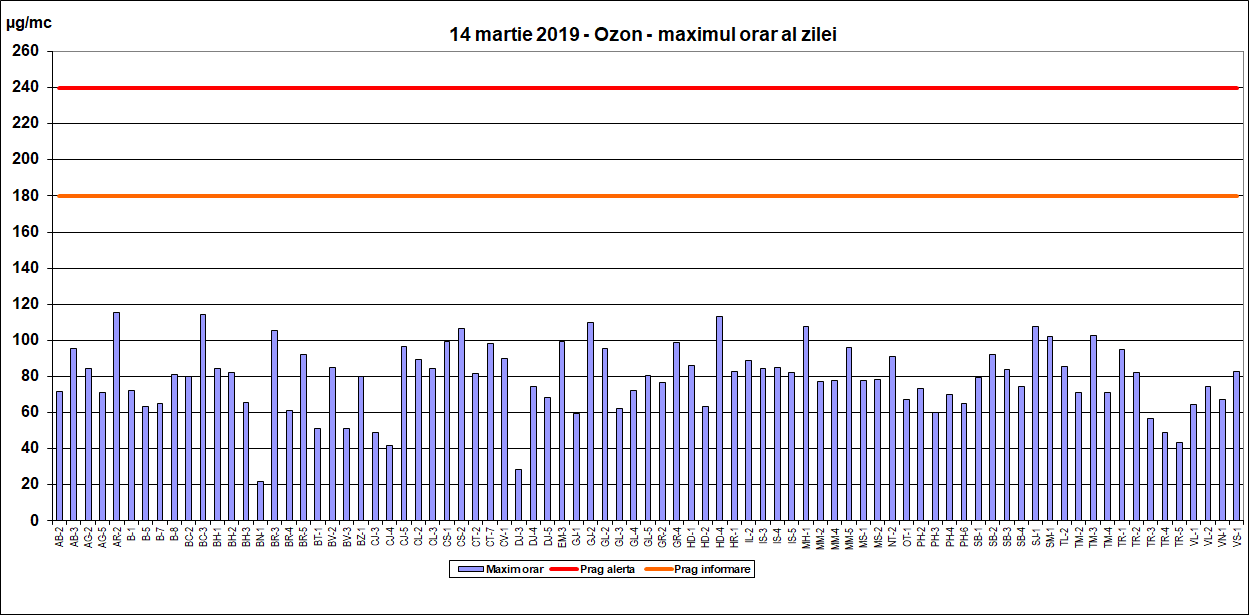 µg/mc
14 martie 2019 - Ozon - maximul orar al zilei
260
240
220
200
180
160
140
120
100
80
60
40
20
0
AB-2
AB-3
AG-2
AG-5
AR-2
B-1
B-5
B-7
B-8
BC-2
BC-3
BH-1
BH-2
BH-3
BN-1
BR-3
BR-4
BR-5
BT-1
BV-2
BV-3
BZ-1
CJ-3
CJ-4
CJ-5
CL-2
CL-3
CS-1
CS-2
CT-2
CT-7
CV-1
DJ-3
DJ-4
DJ-5
EM-3
GJ-1
GJ-2
GL-2
GL-3
GL-4
GL-5
GR-2
GR-4
HD-1
HD-2
HD-4
HR-1
IL-2
IS-3
IS-4
IS-5
MH-1
MM-2
MM-4
MM-5
MS-1
MS-2
NT-2
OT-1
PH-2
PH-3
PH-4
PH-6
SB-1
SB-2
SB-3
SB-4
SJ-1
SM-1
TL-2
TM-2
TM-3
TM-4
TR-1
TR-2
TR-3
TR-4
TR-5
VL-1
VL-2
VN-1
VS-1
Maxim orar Prag alerta Prag informare